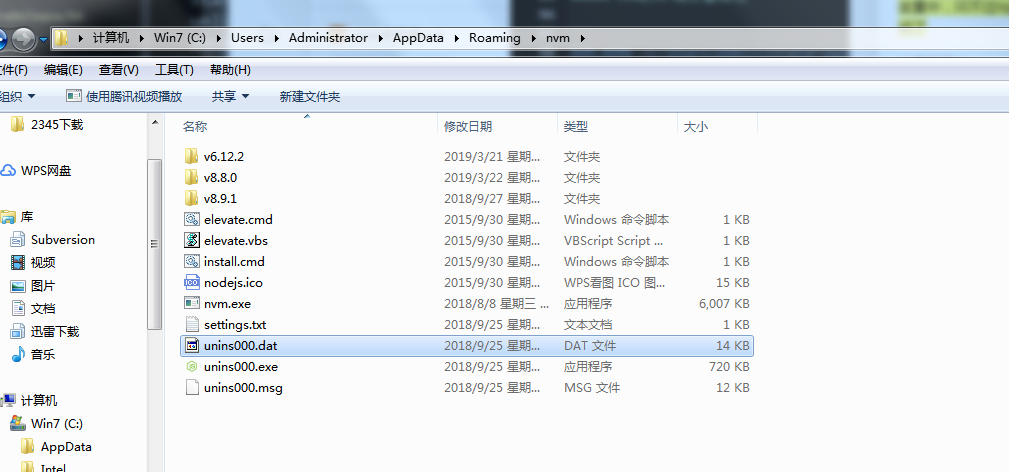 计算机 Win7 (C:) Users Administrator AppData Roaming nvm
文件(F) 编辑(E) 查看(V) 工具(T) 帮助(H)
组织 使用腾讯视频播放 共享 新建文件夹
2345下载
WPS网盘
库
Subversion
视频
图片
文档
迅雷下载
音乐
计算机
Win7 (C:)
AppData
Intel
名称 修改日期 类型 大小
v6.12.2 2019/3/21 星期... 文件夹
v8.8.0 2019/3/22 星期... 文件夹
v8.9.1 2018/9/27 星期... 文件夹
elevate.cmd 2015/9/30 星期... Windows 命令脚本 1 KB
elevate.vbs 2015/9/30 星期... VBScript Script ... 1 KB
install.cmd 2015/9/30 星期... Windows 命令脚本 1 KB
nodejs.ico 2015/9/30 星期... WPS看图 ICO 图... 15 KB
nvm.exe 2018/8/8 星期三 ... 应用程序 6,007 KB
settings.txt 2018/9/25 星期... 文本文档 1 KB
unins000.dat 2018/9/25 星期... DAT 文件 14 KB
unins000.exe 2018/9/25 星期... 应用程序 720 KB
unins000.msg 2018/9/25 星期... MSG 文件 12 KB